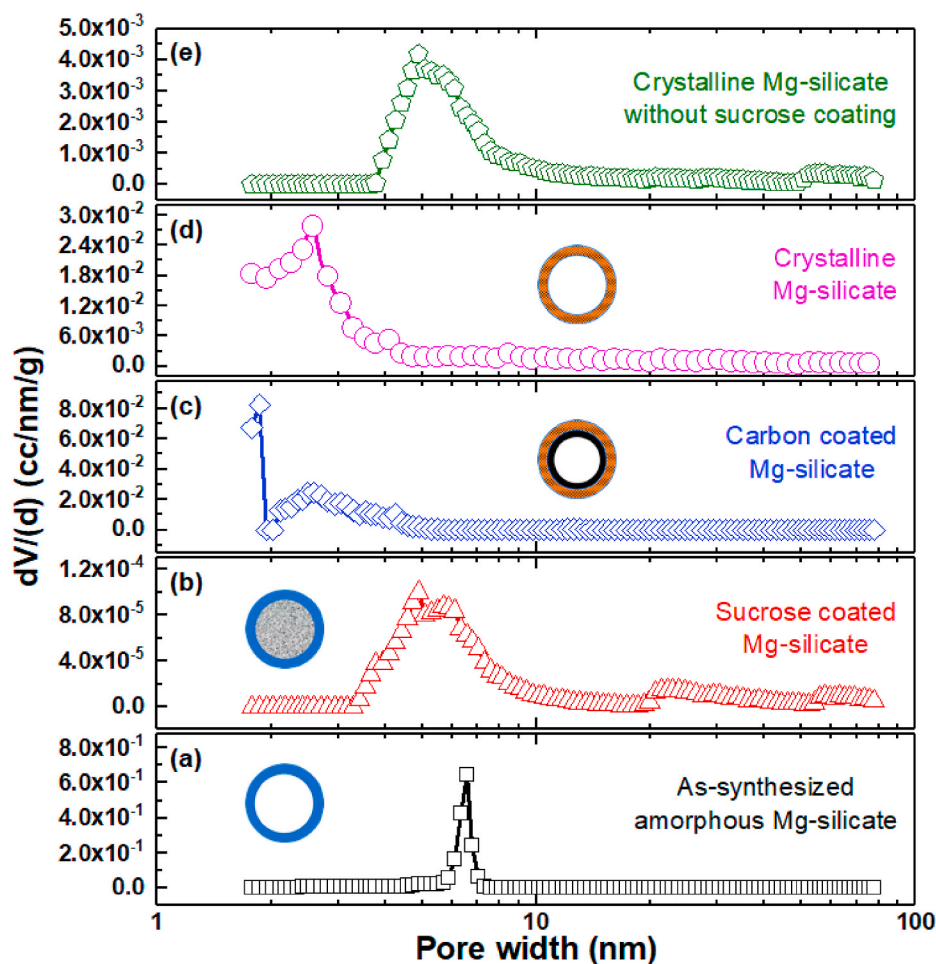 5.0x10⁻³
(e)
4.0x10⁻³
Crystalline Mg-silicate
3.0x10⁻³
without sucrose coating
2.0x10⁻³
1.0x10⁻³
0.0
3.0x10⁻²
(d)
2.4x10⁻²
Crystalline
1.8x10⁻²
Mg-silicate
1.2x10⁻²
6.0x10⁻³
0.0
(c)
8.0x10⁻²
Carbon coated
6.0x10⁻²
Mg-silicate
4.0x10⁻²
2.0x10⁻²
0.0
dV/(d) (cc/nm/g)
1.2x10⁻⁴
(b)
Sucrose coated
8.0x10⁻⁵
Mg-silicate
4.0x10⁻⁵
0.0
8.0x10⁻¹
(a)
As-synthesized
6.0x10⁻¹
amorphous Mg-silicate
4.0x10⁻¹
2.0x10⁻¹
0.0
1 10 100
Pore width (nm)